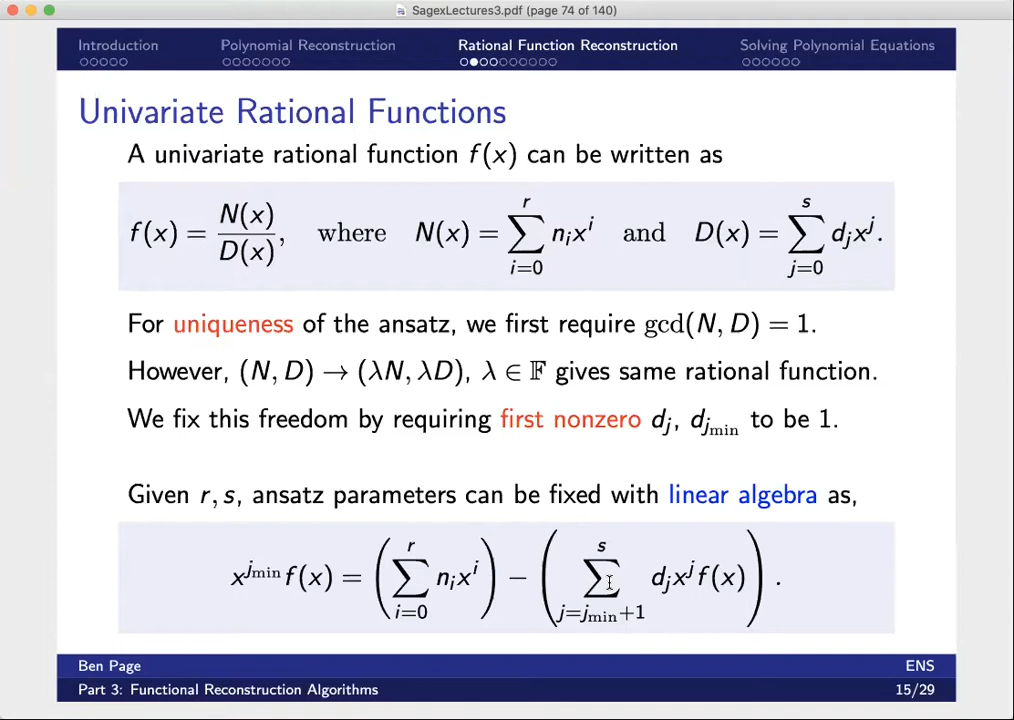 SagexLectures3.pdf (page 74 of 140)
Introduction Polynomial Reconstruction Rational Function Reconstruction Solving Polynomial Equations
Univariate Rational Functions
A univariate rational function f(x) can be written as
f(x) = N(x)/D(x), where N(x) = ∑_{i=0}^{r} n_i x^i and D(x) = ∑_{j=0}^{s} d_j x^j.
For uniqueness of the ansatz, we first require gcd(N, D) = 1.
However, (N, D) → (λN, λD), λ ∈ 𝔽 gives same rational function.
We fix this freedom by requiring first nonzero d_j, d_{j_min} to be 1.
Given r, s, ansatz parameters can be fixed with linear algebra as,
x^{j_min} f(x) = (∑_{i=0}^{r} n_i x^i) − (∑_{j=j_min+1}^{s} d_j x^j f(x)).
Ben Page ENS
Part 3: Functional Reconstruction Algorithms 15/29